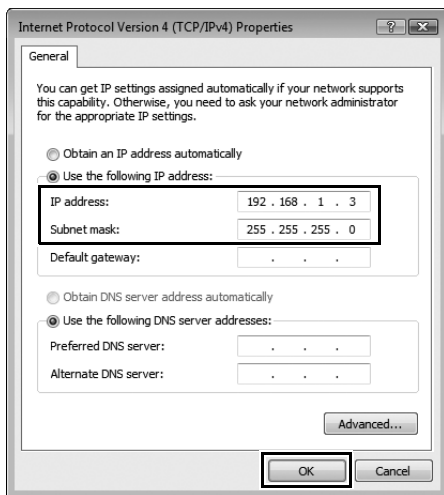 Internet Protocol Version 4 (TCP/IPv4) Properties
General
You can get IP settings assigned automatically if your network supports
this capability. Otherwise, you need to ask your network administrator
for the appropriate IP settings.
Obtain an IP address automatically
Use the following IP address:
IP address: 192 . 168 . 1 . 3
Subnet mask: 255 . 255 . 255 . 0
Default gateway: . . .
Obtain DNS server address automatically
Use the following DNS server addresses:
Preferred DNS server: . . .
Alternate DNS server: . . .
Advanced...
OK Cancel